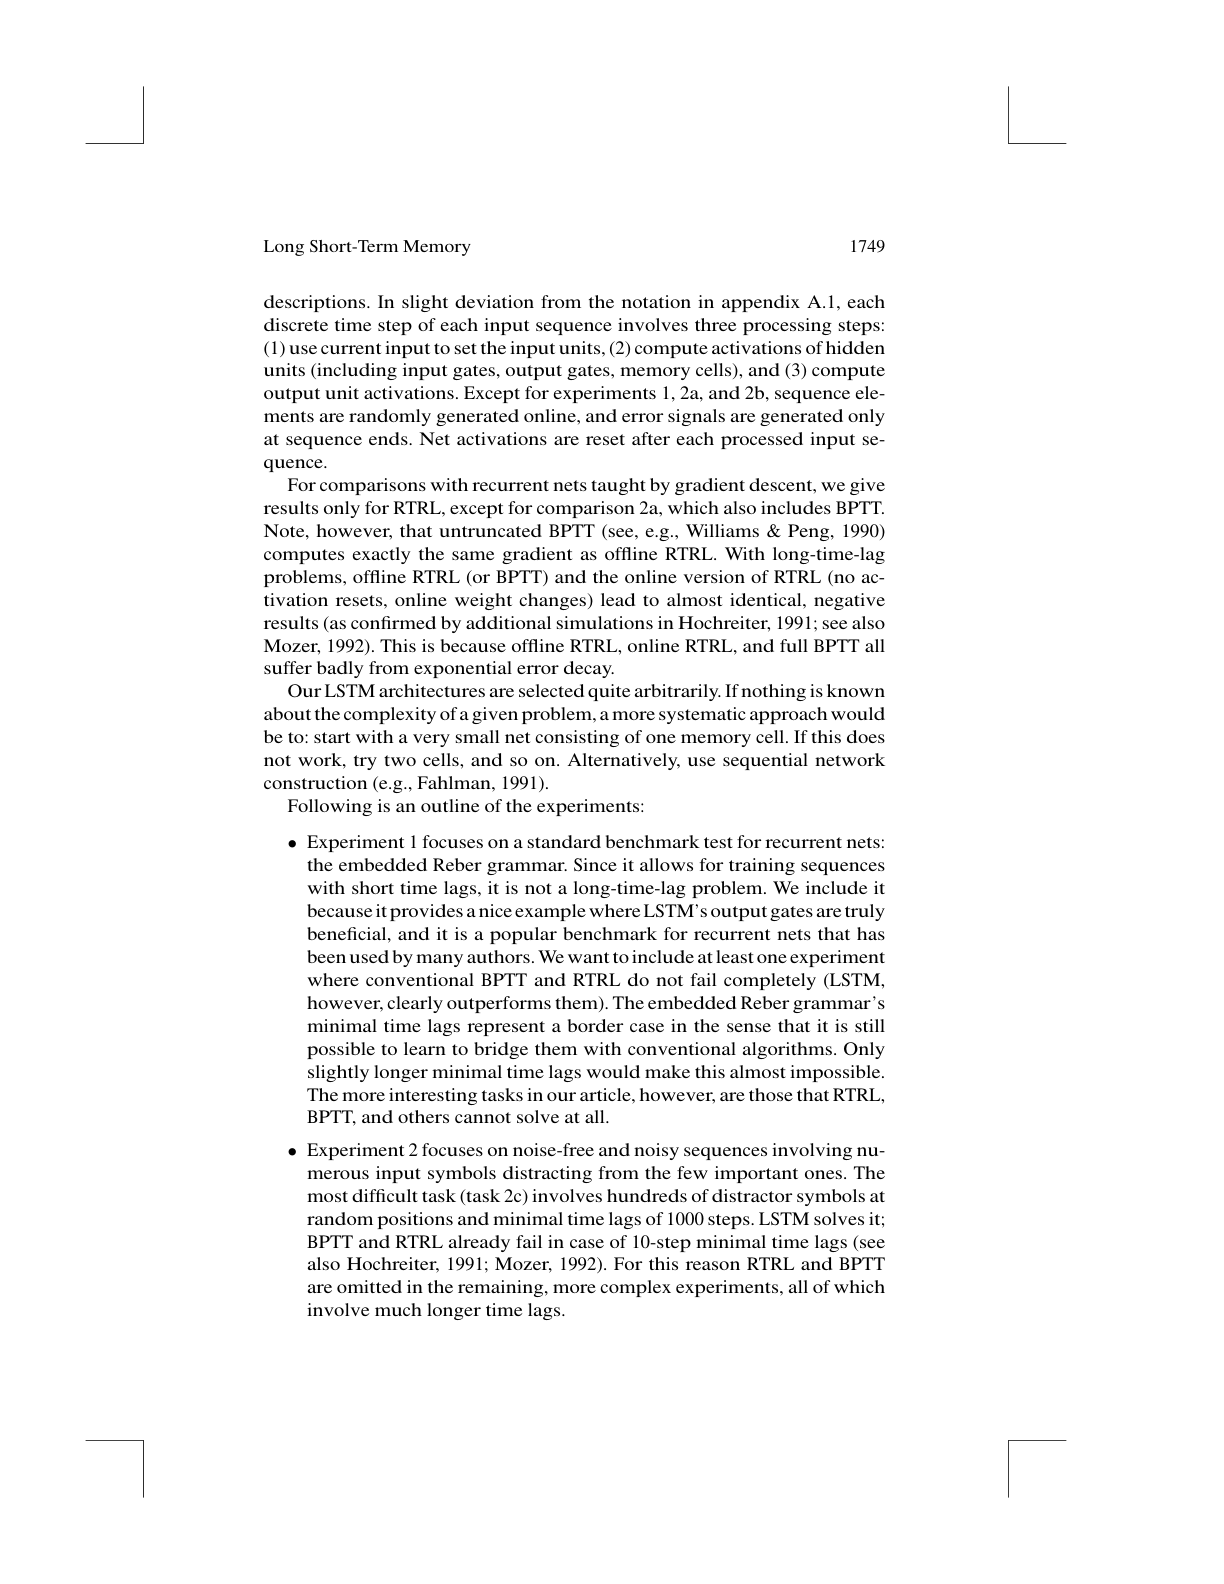 Long Short-Term Memory 1749
descriptions. In slight deviation from the notation in appendix A.1, each
discrete time step of each input sequence involves three processing steps:
(1) use current input to set the input units, (2) compute activations of hidden
units (including input gates, output gates, memory cells), and (3) compute
output unit activations. Except for experiments 1, 2a, and 2b, sequence ele-
ments are randomly generated online, and error signals are generated only
at sequence ends. Net activations are reset after each processed input se-
quence.
For comparisons with recurrent nets taught by gradient descent, we give
results only for RTRL, except for comparison 2a, which also includes BPTT.
Note, however, that untruncated BPTT (see, e.g., Williams & Peng, 1990)
computes exactly the same gradient as offline RTRL. With long-time-lag
problems, offline RTRL (or BPTT) and the online version of RTRL (no ac-
tivation resets, online weight changes) lead to almost identical, negative
results (as confirmed by additional simulations in Hochreiter, 1991; see also
Mozer, 1992). This is because offline RTRL, online RTRL, and full BPTT all
suffer badly from exponential error decay.
Our LSTM architectures are selected quite arbitrarily. If nothing is known
about the complexity of a given problem, a more systematic approach would
be to: start with a very small net consisting of one memory cell. If this does
not work, try two cells, and so on. Alternatively, use sequential network
construction (e.g., Fahlman, 1991).
Following is an outline of the experiments:
• Experiment 1 focuses on a standard benchmark test for recurrent nets:
the embedded Reber grammar. Since it allows for training sequences
with short time lags, it is not a long-time-lag problem. We include it
because it provides a nice example where LSTM's output gates are truly
beneficial, and it is a popular benchmark for recurrent nets that has
been used by many authors. We want to include at least one experiment
where conventional BPTT and RTRL do not fail completely (LSTM,
however, clearly outperforms them). The embedded Reber grammar's
minimal time lags represent a border case in the sense that it is still
possible to learn to bridge them with conventional algorithms. Only
slightly longer minimal time lags would make this almost impossible.
The more interesting tasks in our article, however, are those that RTRL,
BPTT, and others cannot solve at all.
• Experiment 2 focuses on noise-free and noisy sequences involving nu-
merous input symbols distracting from the few important ones. The
most difficult task (task 2c) involves hundreds of distractor symbols at
random positions and minimal time lags of 1000 steps. LSTM solves it;
BPTT and RTRL already fail in case of 10-step minimal time lags (see
also Hochreiter, 1991; Mozer, 1992). For this reason RTRL and BPTT
are omitted in the remaining, more complex experiments, all of which
involve much longer time lags.